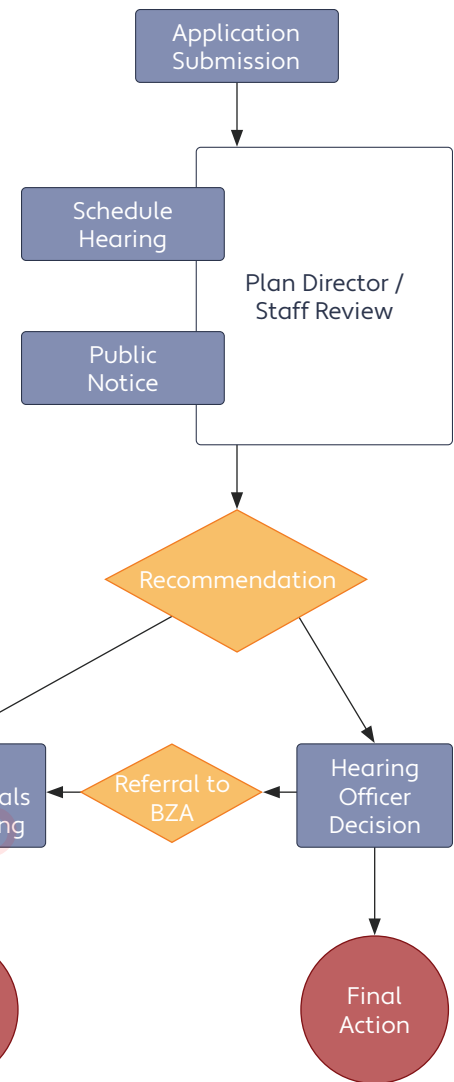 Application
Submission
Schedule
Hearing
Plan Director /
Staff Review
Public
Notice
Recommendation
Referral to
BZA
Hearing
Officer
Decision
Final
Action